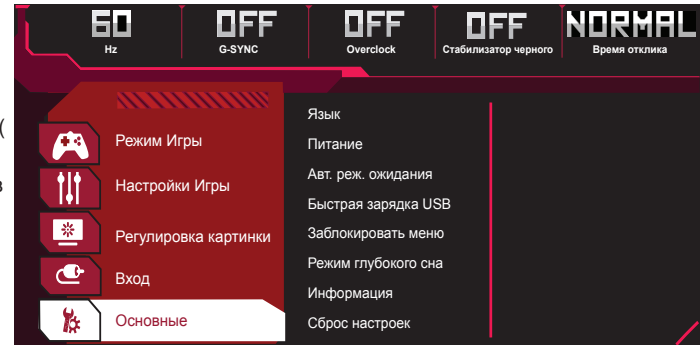 60 OFF OFF OFF NORMAL
Hz G-SYNC Overclock Стабилизатор черного Время отклика
Режим Игры
Настройки Игры
Регулировка картинки
Вход
Основные
Язык
Питание
Авт. реж. ожидания
Быстрая зарядка USB
Заблокировать меню
Режим глубокого сна
Информация
Сброс настроек
(
в